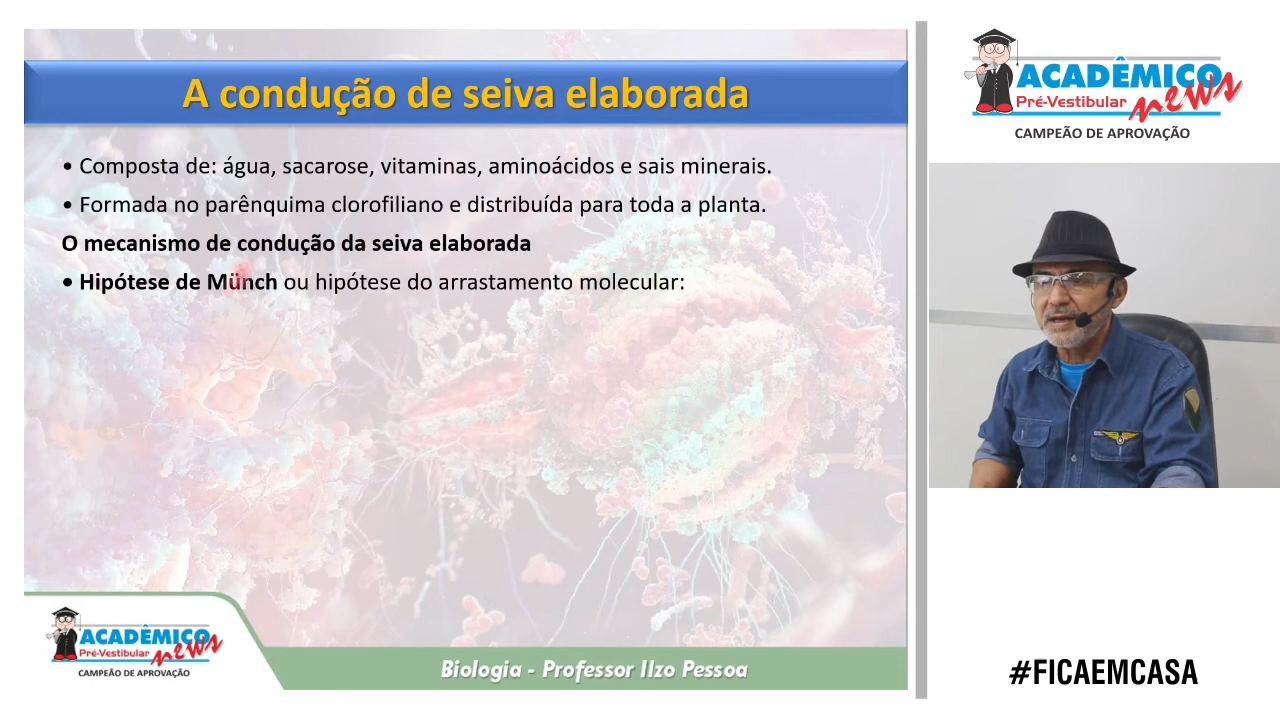 A condução de seiva elaborada
• Composta de: água, sacarose, vitaminas, aminoácidos e sais minerais.
• Formada no parênquima clorofiliano e distribuída para toda a planta.
O mecanismo de condução da seiva elaborada
• Hipótese de Münch ou hipótese do arrastamento molecular:
ACADÊMICO
Pré-Vestibular news
CAMPEÃO DE APROVAÇÃO
Biologia - Professor Ilzo Pessoa
ACADÊMICO
Pré-Vestibular news
CAMPEÃO DE APROVAÇÃO
#FICAEMCASA